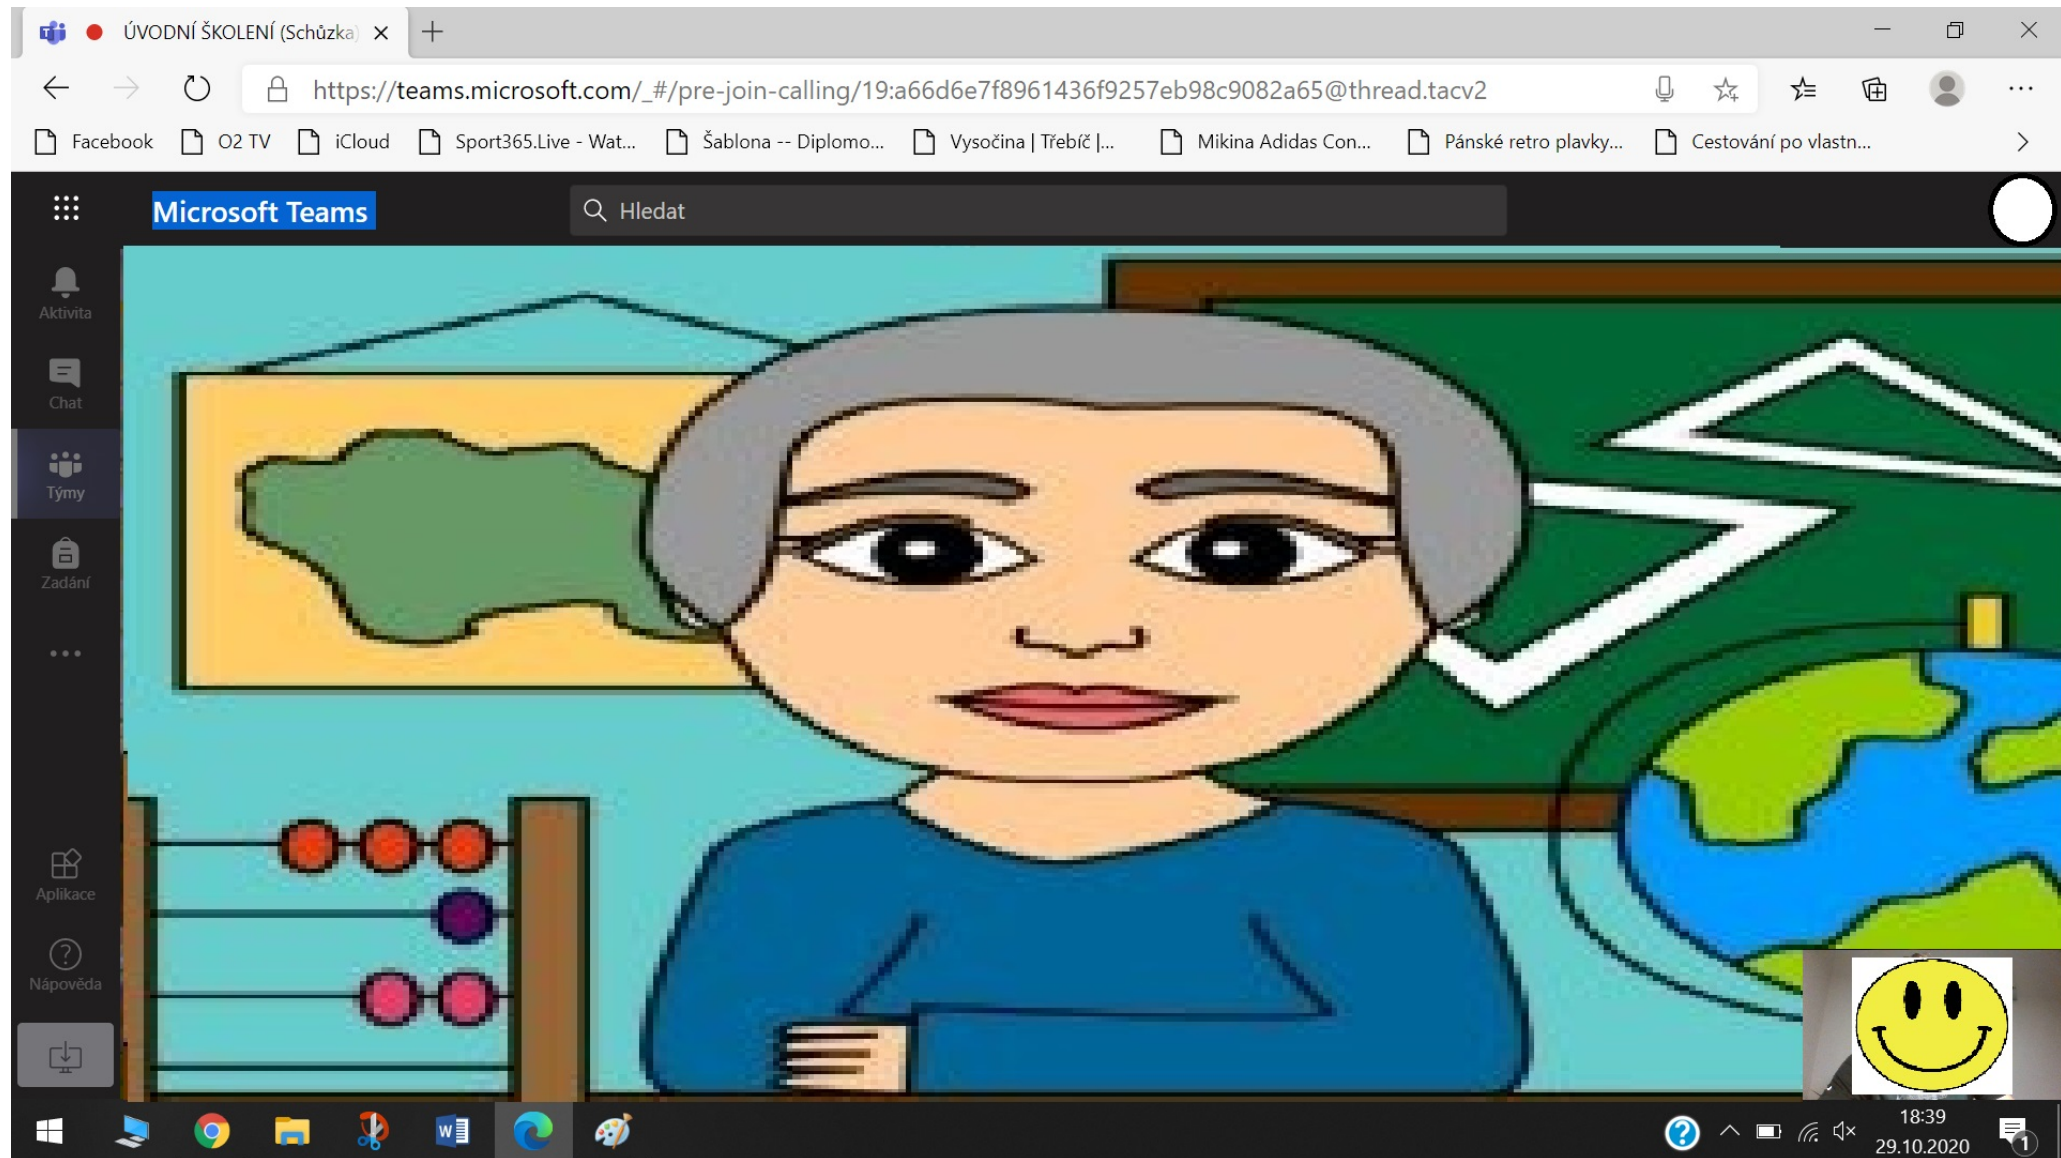 ÚVODNÍ ŠKOLENÍ (Schůzka)
https://teams.microsoft.com/_#/pre-join-calling/19:a66d6e7f8961436f9257eb98c9082a65@thread.tacv2
Facebook O2 TV iCloud Sport365.Live - Wat... Šablona -- Diplomo... Vysočina | Třebíč |... Mikina Adidas Con... Pánské retro plavky... Cestování po vlastn...
Microsoft Teams Hledat
Aktivita
Chat
Týmy
Zadání
Aplikace
Nápověda
18:39
29.10.2020
1